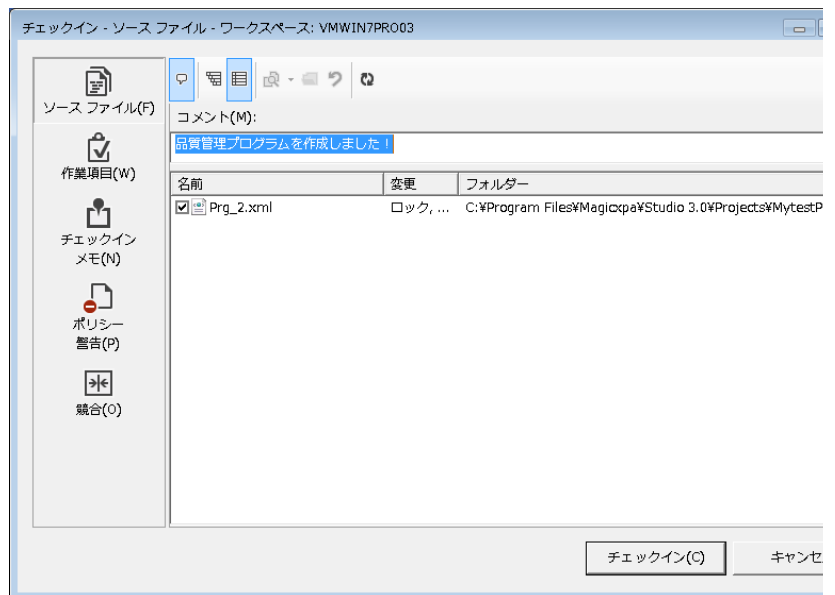 チェックイン - ソース ファイル - ワークスペース: VMWIN7PRO03
ソース ファイル(F)
作業項目(W)
チェックイン
メモ(N)
ポリシー
警告(P)
競合(O)
コメント(M):
品質管理プログラムを作成しました！
名前 変更 フォルダー
Prg_2.xml ロック, ... C:¥Program Files¥Magicxpa¥Studio 3.0¥Projects¥MytestP
チェックイン(C) キャンセ